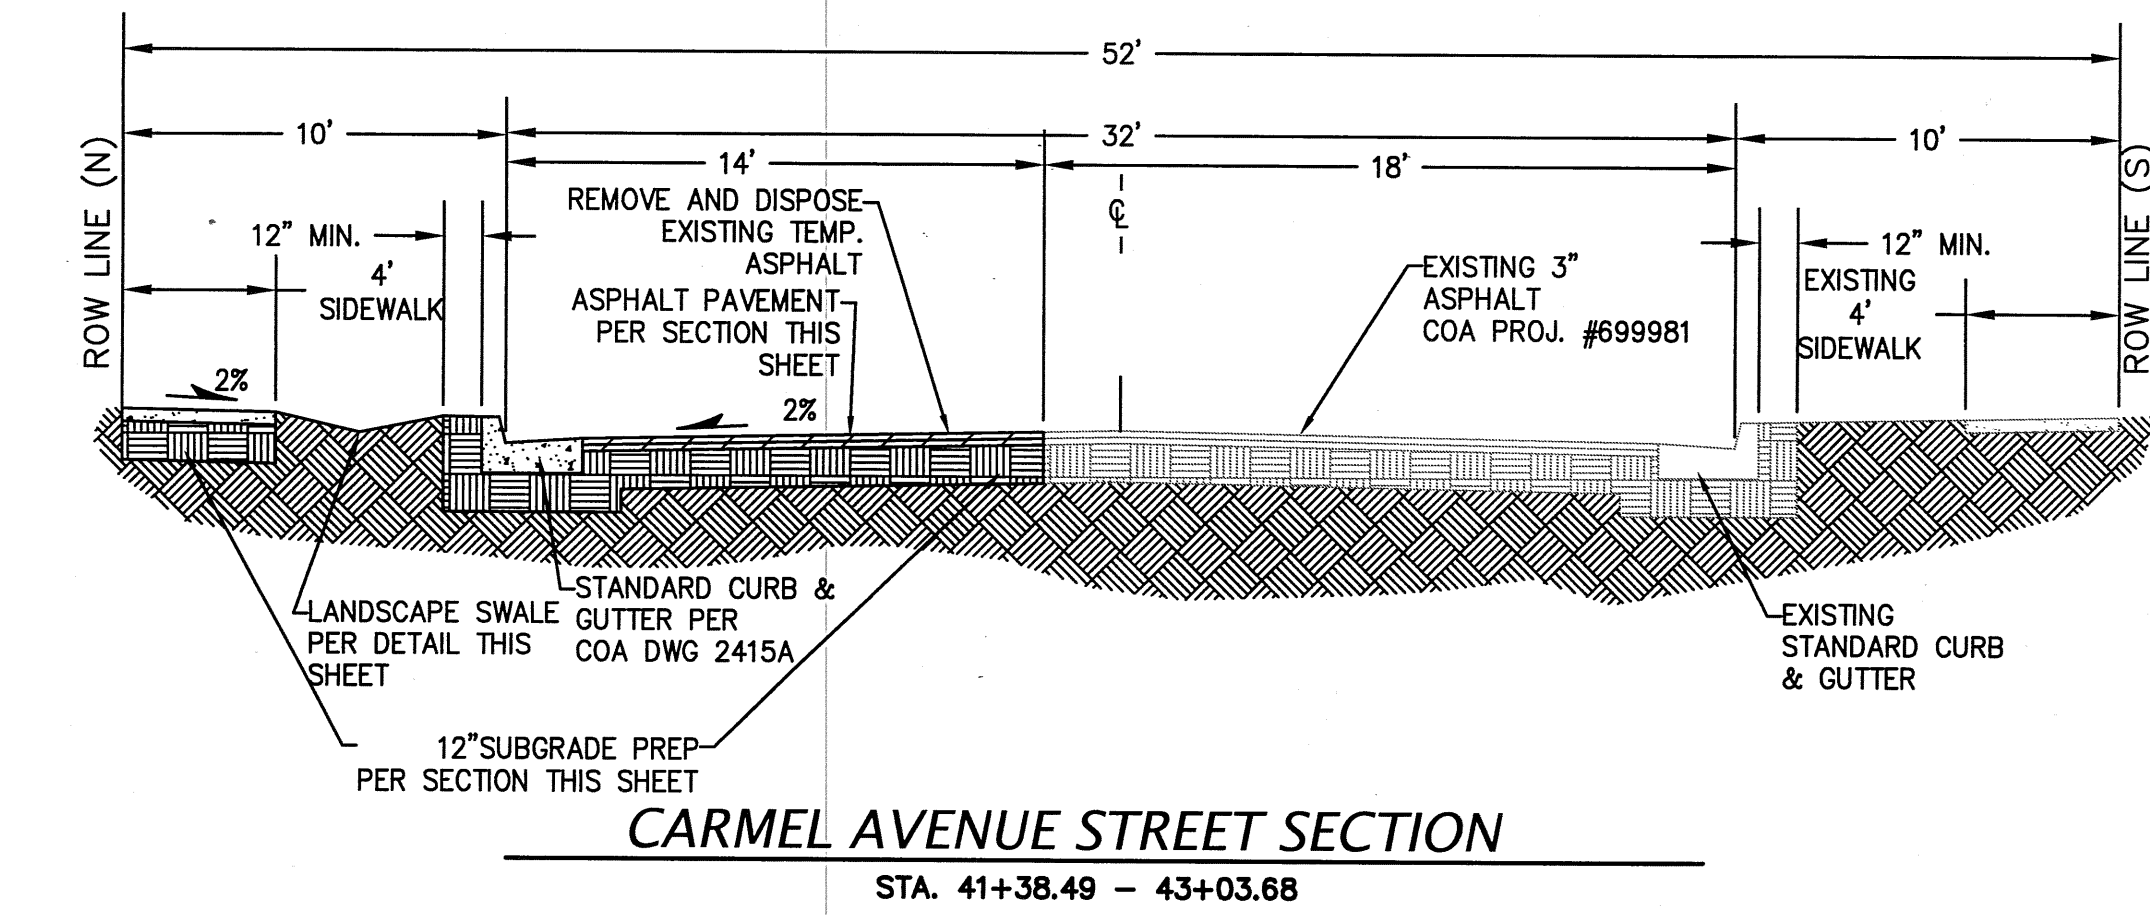 52'
10'
32'
10'
14'
18'
ROW LINE (N)
ROW LINE (S)
REMOVE AND DISPOSE
EXISTING TEMP.
ASPHALT
℄
12" MIN.
12" MIN.
4'
SIDEWALK
EXISTING
4'
SIDEWALK
EXISTING 3"
ASPHALT
COA PROJ. #699981
ASPHALT PAVEMENT
PER SECTION THIS
SHEET
2%
2%
LANDSCAPE SWALE
PER DETAIL THIS
SHEET
STANDARD CURB &
GUTTER PER
COA DWG 2415A
EXISTING
STANDARD CURB
& GUTTER
12"SUBGRADE PREP
PER SECTION THIS SHEET
CARMEL AVENUE STREET SECTION
STA. 41+38.49 - 43+03.68